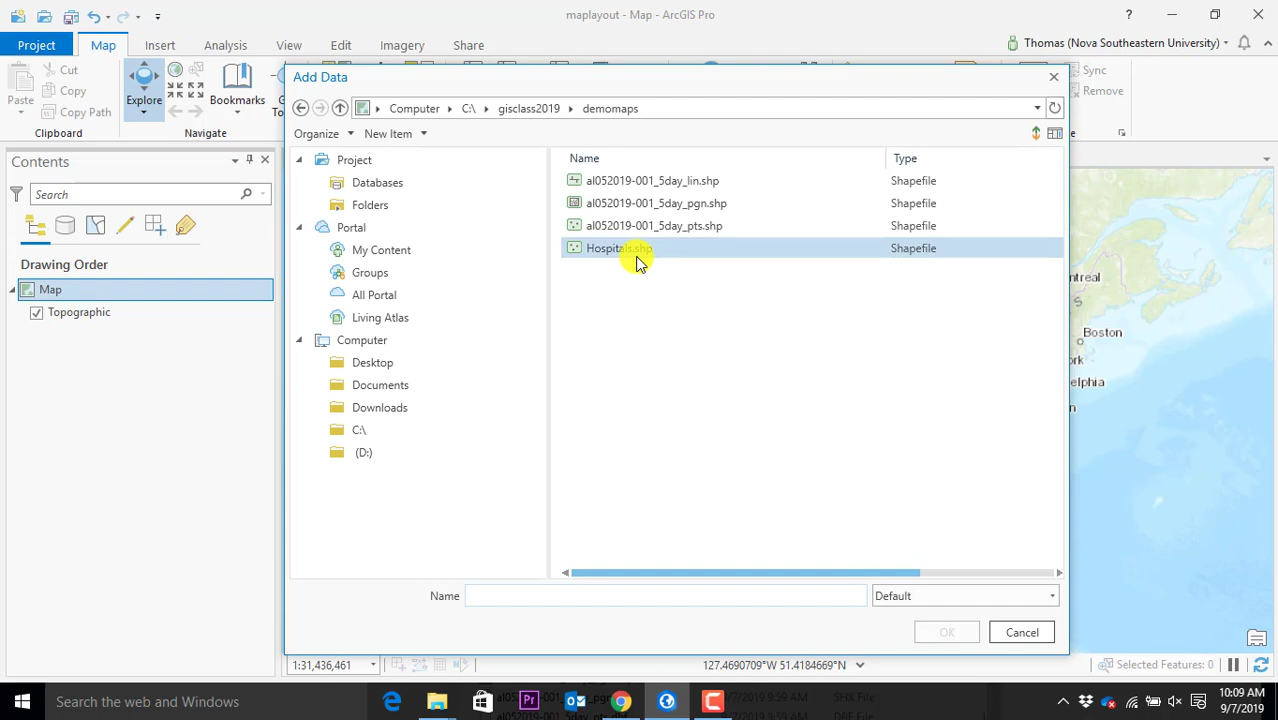 maplayout - Map - ArcGIS Pro
?
Project
Map
Insert
Analysis
View
Edit
Imagery
Share
Thomas (Nova Southeastern University)
Paste
Cut
Copy
Copy Path
Clipboard
Explore
Bookmarks
Navigate
Sync
Remove
Add Data
Computer
C:\
gisclass2019
demomaps
Organize
New Item
Project
Databases
Folders
Portal
My Content
Groups
All Portal
Living Atlas
Computer
Desktop
Documents
Downloads
C:\
(D:)
Name
Type
al052019-001_5day_lin.shp
Shapefile
al052019-001_5day_pgn.shp
Shapefile
al052019-001_5day_pts.shp
Shapefile
Hospitals.shp
Shapefile
Name
Default
OK
Cancel
Contents
Search
Drawing Order
Map
Topographic
Boston
1:31,436,461
127.4690709°W 51.4184669°N
Selected Features: 0
Search the web and Windows
10:09 AM
9/7/2019